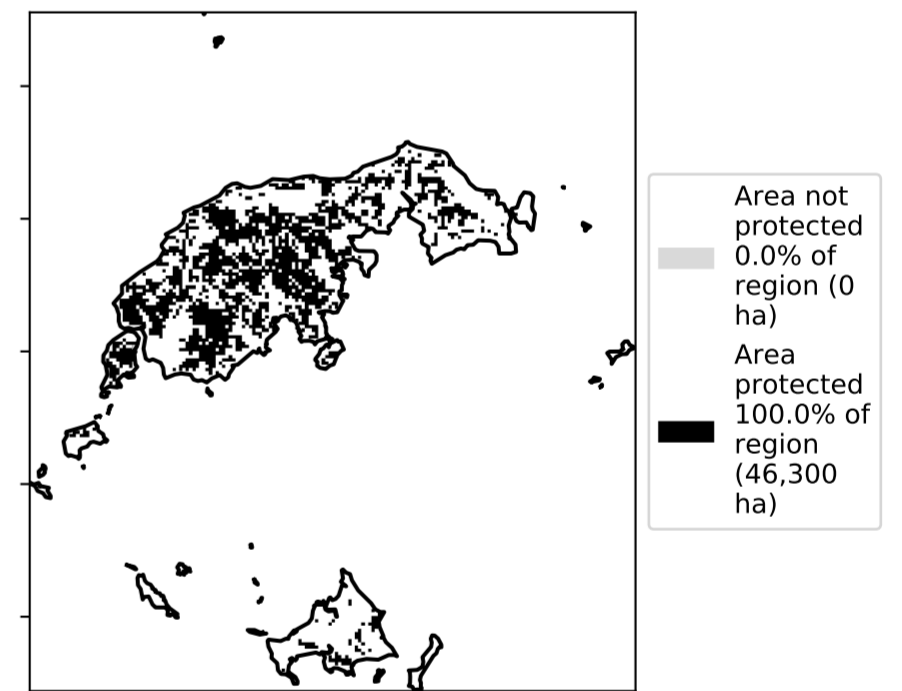 Area not
protected
0.0% of
region (0
ha)
Area
protected
100.0% of
region
(46,300
ha)